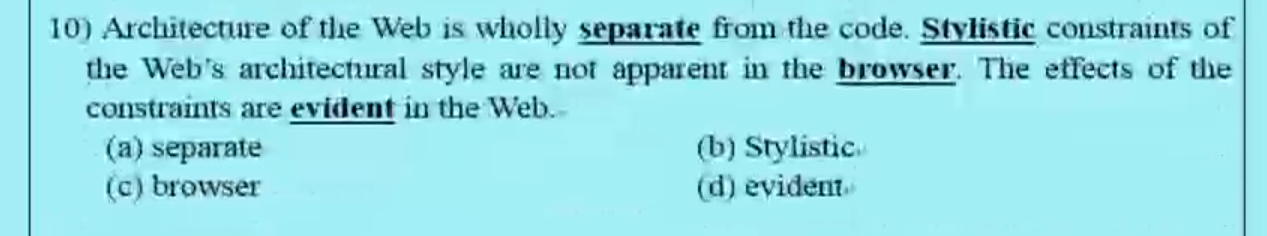 10) Architecture of the Web is wholly separate from the code. Stylistic constraints of
the Web's architectural style are not apparent in the browser. The effects of the
constraints are evident in the Web.
(a) separate (b) Stylistic
(c) browser (d) evident